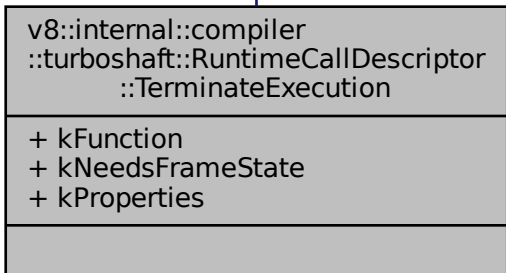 v8::internal::compiler
::turboshaft::RuntimeCallDescriptor
::TerminateExecution
+ kFunction
+ kNeedsFrameState
+ kProperties